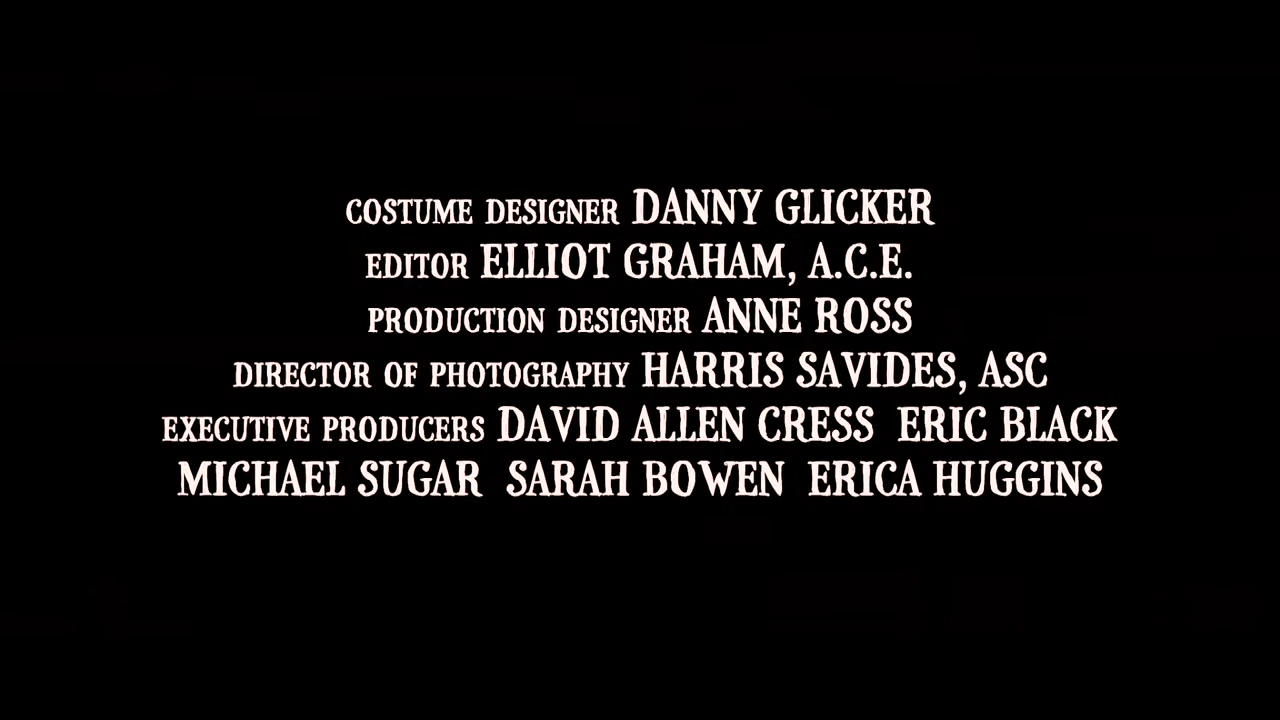 COSTUME DESIGNER DANNY GLICKER
EDITOR ELLIOT GRAHAM, A.C.E.
PRODUCTION DESIGNER ANNE ROSS
DIRECTOR OF PHOTOGRAPHY HARRIS SAVIDES, ASC
EXECUTIVE PRODUCERS DAVID ALLEN CRESS ERIC BLACK
MICHAEL SUGAR SARAH BOWEN ERICA HUGGINS